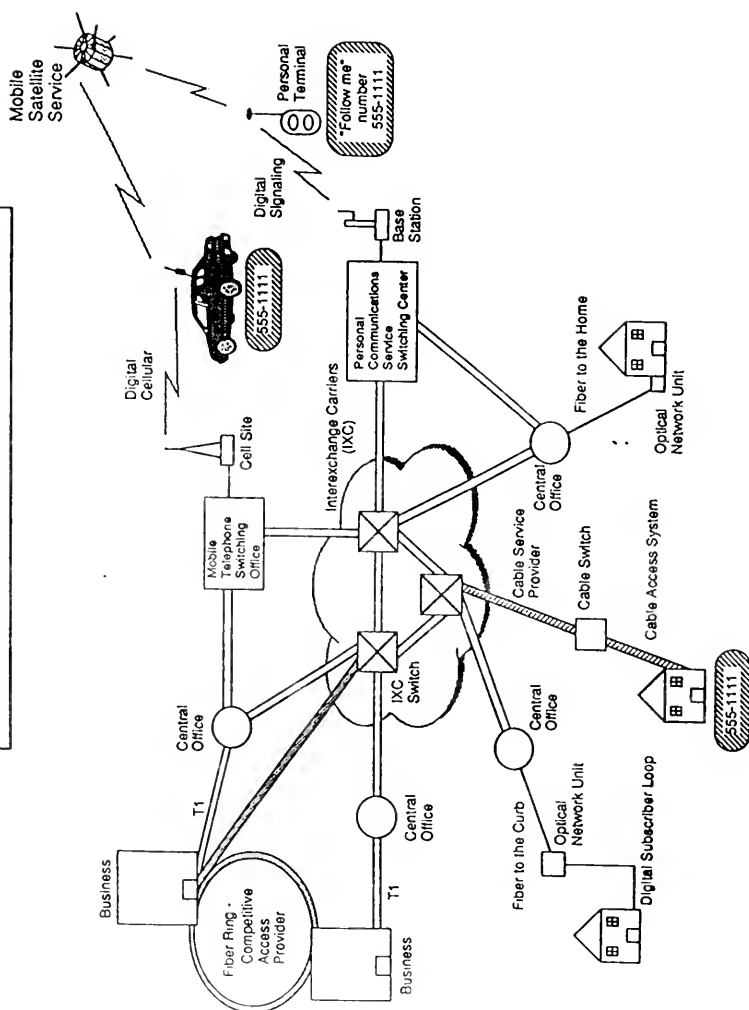 Mobile
Satellite
Service
Personal
Terminal
"Follow me"
number
555-1111
Digital
Signaling
Base
Station
555-1111
Digital
Cellular
Cell Site
Personal
Communications
Service
Switching Center
Mobile
Telephone
Switching
Office
Interexchange Carriers
(IXC)
Fiber to the Home
Optical
Network Unit
Central
Office
Cable Service
Provider
Cable Switch
Cable Access System
555-1111
IXC
Switch
Central
Office
T1
Business
Fiber Ring -
Competitive
Access
Provider
Business
T1
Central
Office
Central
Office
Fiber to the Curb
Optical
Network Unit
Digital Subscriber Loop